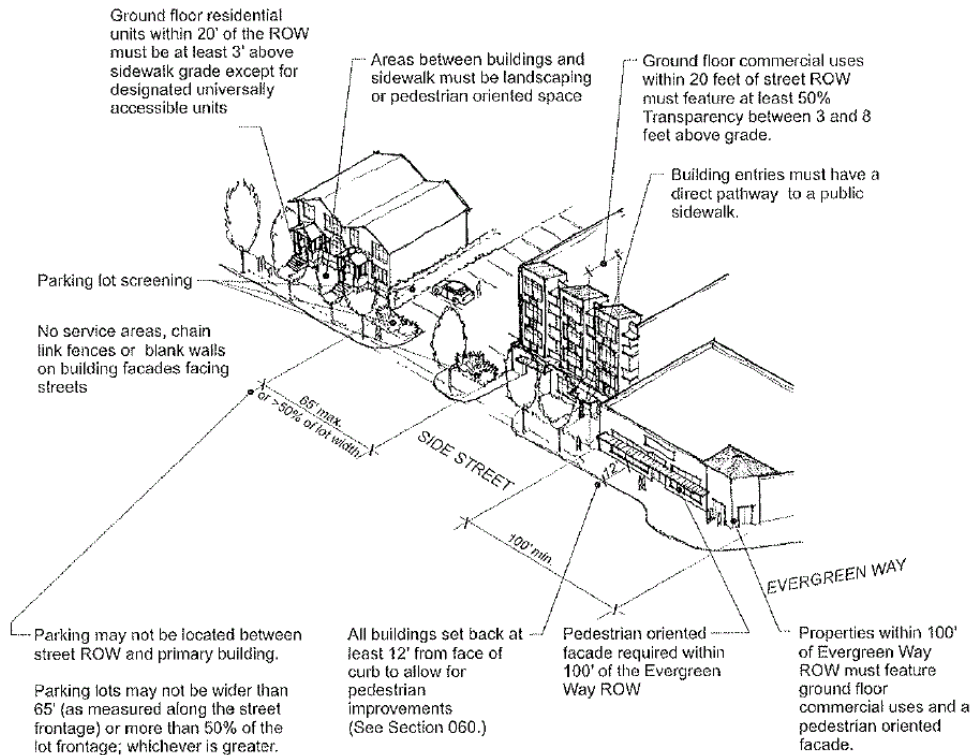 Ground floor residential
units within 20' of the ROW
must be at least 3' above
sidewalk grade except for
designated universally
accessible units
Areas between buildings and
sidewalk must be landscaping
or pedestrian oriented space
Ground floor commercial uses
within 20 feet of street ROW
must feature at least 50%
Transparency between 3 and 8
feet above grade.
Building entries must have a
direct pathway to a public
sidewalk.
Parking lot screening
No service areas, chain
link fences or blank walls
on building facades facing
streets
65' max.
or >50% of lot width
SIDE STREET
12'
100' min.
EVERGREEN WAY
Parking may not be located between
street ROW and primary building.
Parking lots may not be wider than
65' (as measured along the street
frontage) or more than 50% of the
lot frontage; whichever is greater.
All buildings set back at
least 12' from face of
curb to allow for
pedestrian
improvements
(See Section 060.)
Pedestrian oriented
facade required within
100' of the Evergreen
Way ROW
Properties within 100'
of Evergreen Way
ROW must feature
ground floor
commercial uses and a
pedestrian oriented
facade.